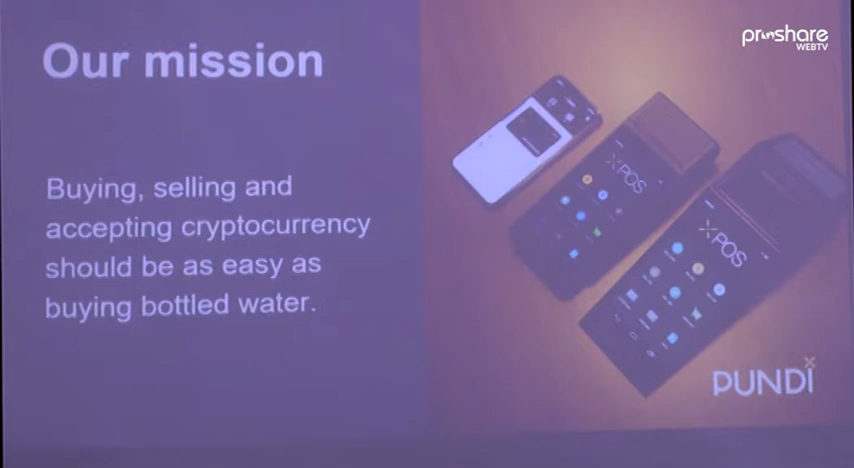 Our mission
Buying, selling and
accepting cryptocurrency
should be as easy as
buying bottled water.
proshare
WEBTV
XPOS
XPOS
PUNDI X